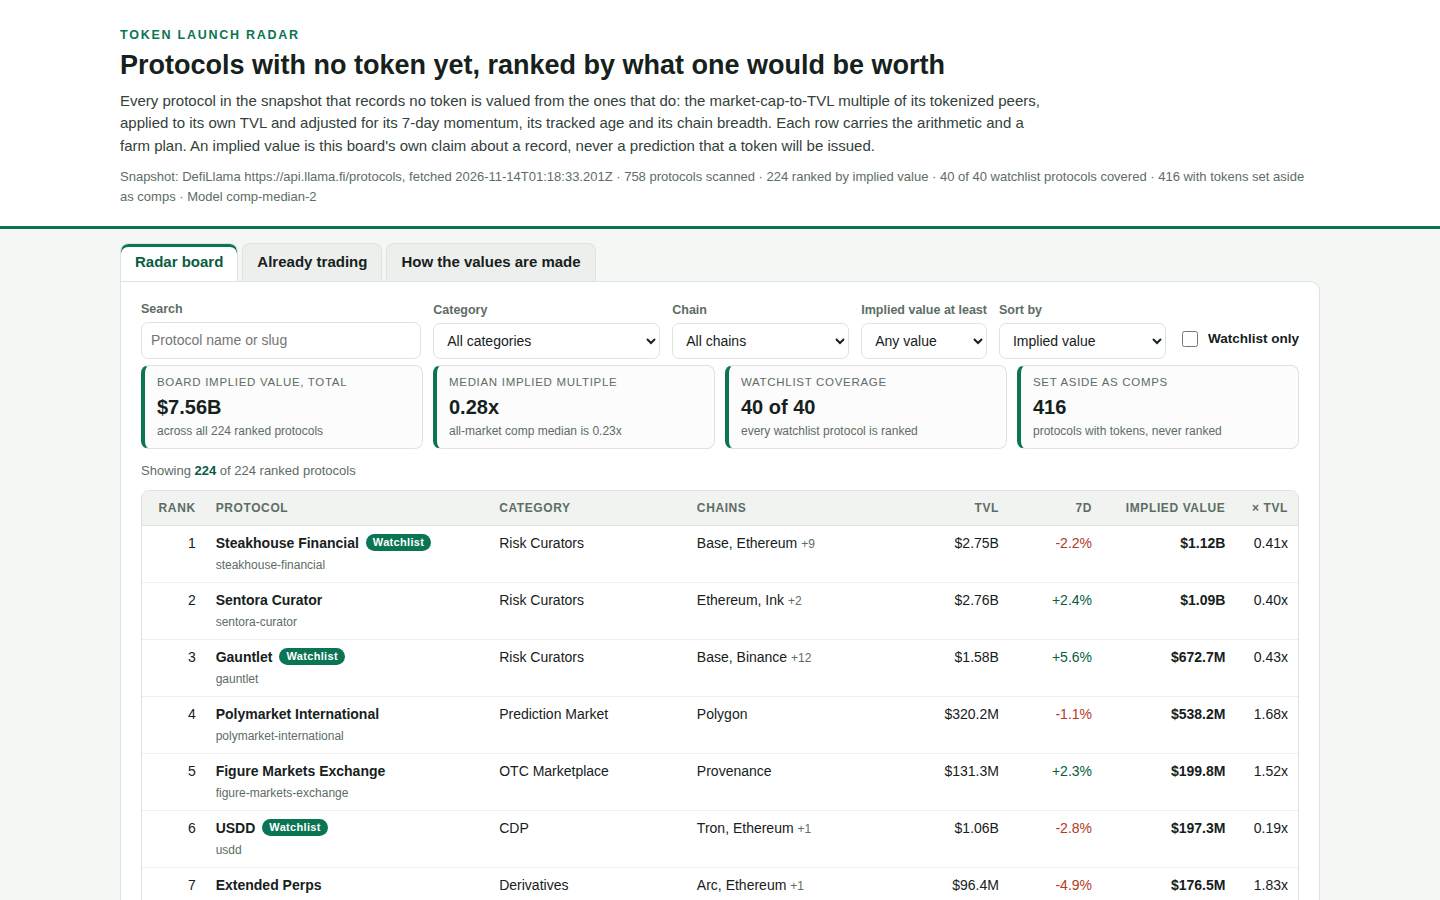 TOKEN LAUNCH RADAR
Protocols with no token yet, ranked by what one would be worth
Every protocol in the snapshot that records no token is valued from the ones that do: the market-cap-to-TVL multiple of its tokenized peers,
applied to its own TVL and adjusted for its 7-day momentum, its tracked age and its chain breadth. Each row carries the arithmetic and a
farm plan. An implied value is this board's own claim about a record, never a prediction that a token will be issued.
Snapshot: DefiLlama https://api.llama.fi/protocols, fetched 2026-11-14T01:18:33.201Z · 758 protocols scanned · 224 ranked by implied value · 40 of 40 watchlist protocols covered · 416 with tokens set aside
as comps · Model comp-median-2
Radar board Already trading How the values are made
Search Category Chain Implied value at least Sort by
Protocol name or slug All categories All chains Any value Implied value Watchlist only
BOARD IMPLIED VALUE, TOTAL MEDIAN IMPLIED MULTIPLE WATCHLIST COVERAGE SET ASIDE AS COMPS
$7.56B 0.28x 40 of 40 416
across all 224 ranked protocols all-market comp median is 0.23x every watchlist protocol is ranked protocols with tokens, never ranked
Showing 224 of 224 ranked protocols
RANK PROTOCOL CATEGORY CHAINS TVL 7D IMPLIED VALUE × TVL
1 Steakhouse Financial Watchlist Risk Curators Base, Ethereum +9 $2.75B -2.2% $1.12B 0.41x
steakhouse-financial
2 Sentora Curator Risk Curators Ethereum, Ink +2 $2.76B +2.4% $1.09B 0.40x
sentora-curator
3 Gauntlet Watchlist Risk Curators Base, Binance +12 $1.58B +5.6% $672.7M 0.43x
gauntlet
4 Polymarket International Prediction Market Polygon $320.2M -1.1% $538.2M 1.68x
polymarket-international
5 Figure Markets Exchange OTC Marketplace Provenance $131.3M +2.3% $199.8M 1.52x
figure-markets-exchange
6 USDD Watchlist CDP Tron, Ethereum +1 $1.06B -2.8% $197.3M 0.19x
usdd
7 Extended Perps Derivatives Arc, Ethereum +1 $96.4M -4.9% $176.5M 1.83x